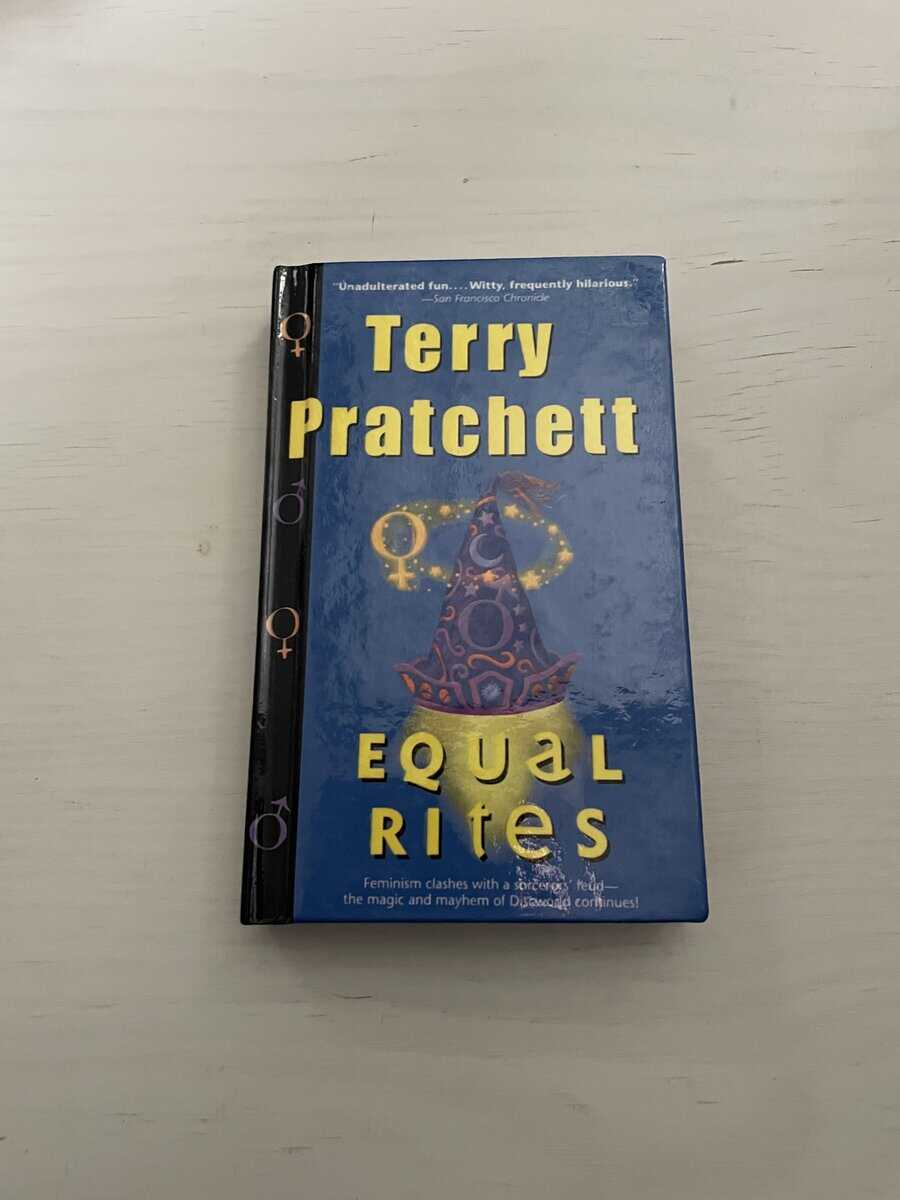 "Unadulterated fun.... Witty, frequently hilarious."
—San Francisco Chronicle
Terry
Pratchett
EQUaL
RITeS
Feminism clashes with a sorcerors' feud—
the magic and mayhem of Discworld continues!